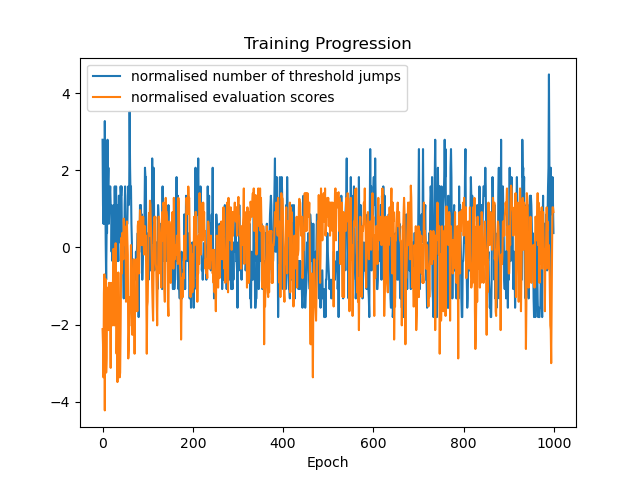 Training Progression
normalised number of threshold jumps
normalised evaluation scores
4
2
0
−2
−4
0 200 400 600 800 1000
Epoch